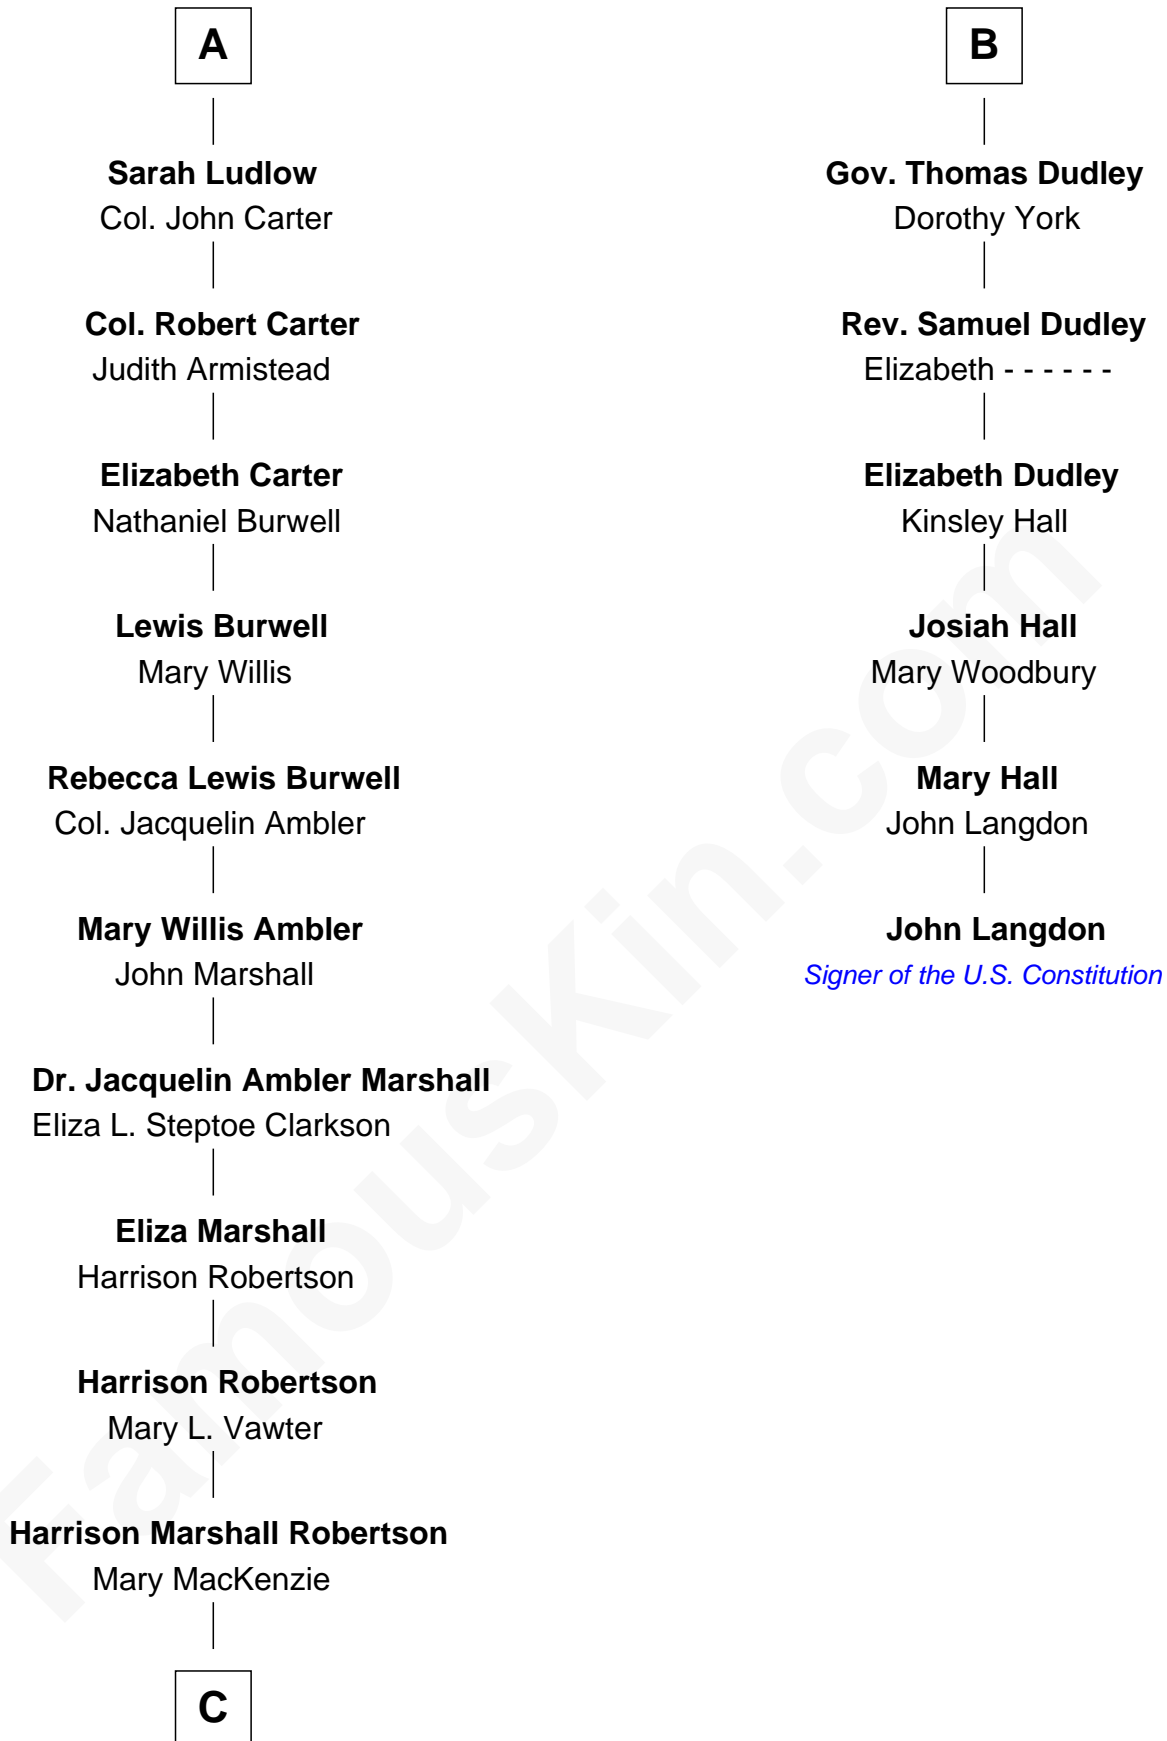 A
Sarah Ludlow
Col. John Carter
Col. Robert Carter
Judith Armistead
Elizabeth Carter
Nathaniel Burwell
Lewis Burwell
Mary Willis
Rebecca Lewis Burwell
Col. Jacquelin Ambler
Mary Willis Ambler
John Marshall
Dr. Jacquelin Ambler Marshall
Eliza L. Steptoe Clarkson
Eliza Marshall
Harrison Robertson
Harrison Robertson
Mary L. Vawter
Harrison Marshall Robertson
Mary MacKenzie
C
B
Gov. Thomas Dudley
Dorothy York
Rev. Samuel Dudley
Elizabeth - - - - - -
Elizabeth Dudley
Kinsley Hall
Josiah Hall
Mary Woodbury
Mary Hall
John Langdon
John Langdon
Signer of the U.S. Constitution
FamousKin.com